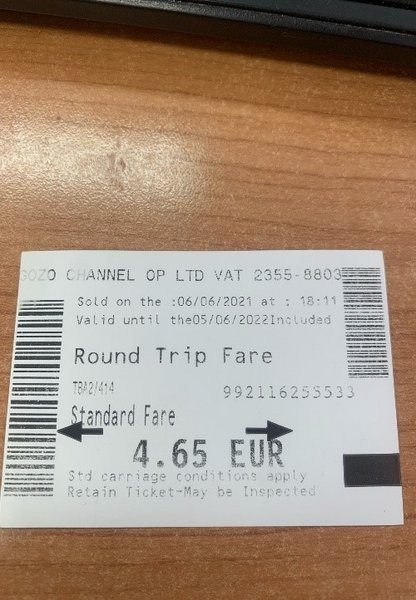 GOZO CHANNEL OP LTD VAT 2355-8803
Sold on the :06/06/2021 at : 18:11
Valid until the05/06/2022Included
Round Trip Fare
TBA2/414
992116255533
Standard Fare
4.65 EUR
Std carriage conditions apply
Retain Ticket-May be Inspected